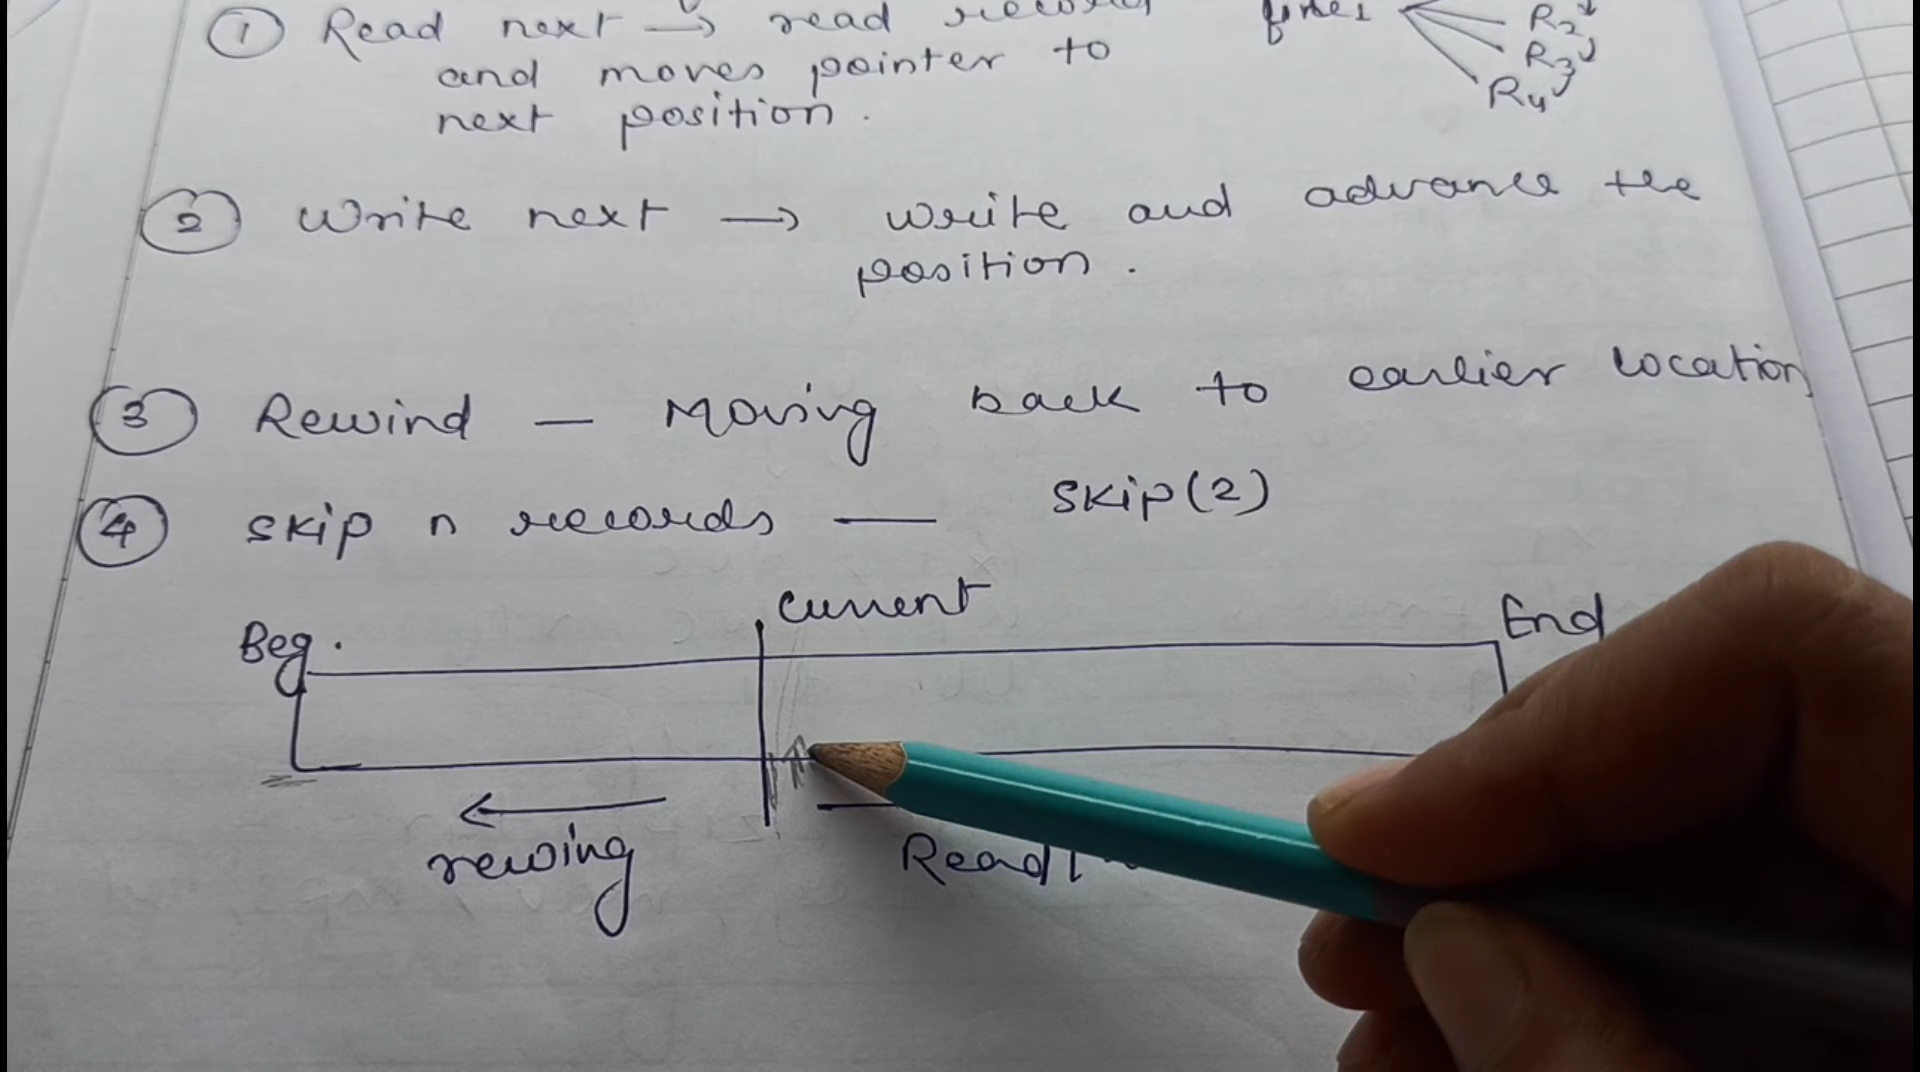 ① Read next → read record
and moves pointer to
next position.
R2
R3
R4
② Write next → write and advance the
position.
③ Rewind — Moving back to earlier location
④ Skip n records — Skip(2)
Beg.
Current
End
rewing
Read